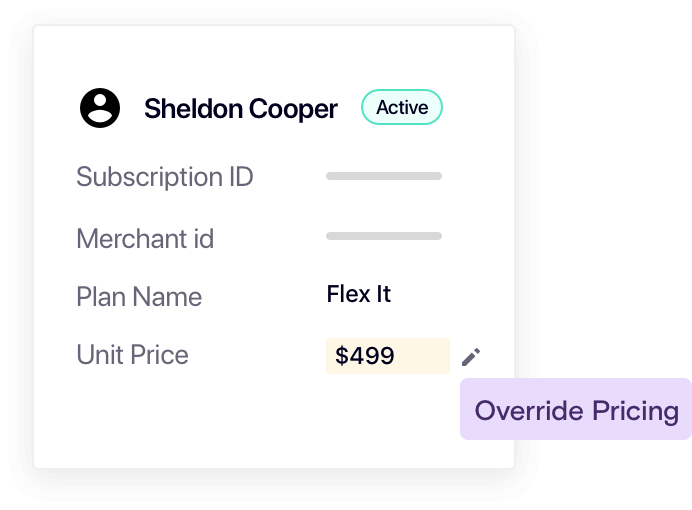 Sheldon Cooper Active
Subscription ID
Merchant id
Plan Name Flex It
Unit Price $499
Override Pricing